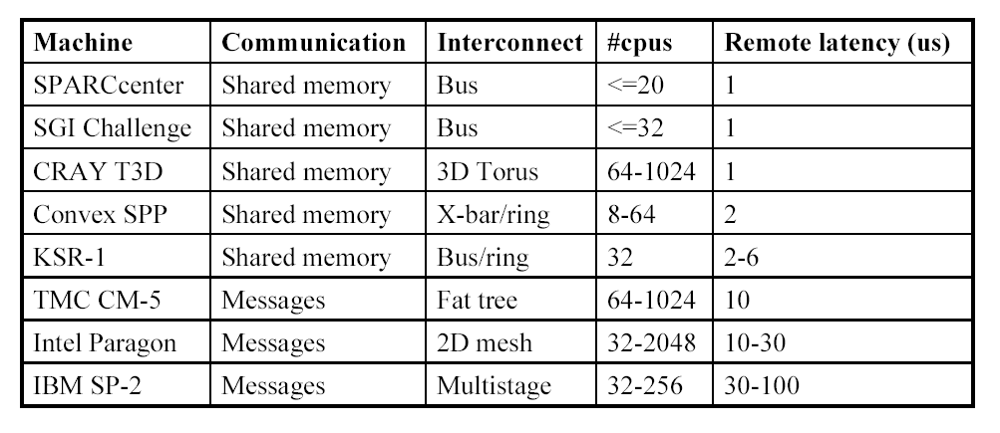 Machine Communication Interconnect #cpus Remote latency (us)
SPARCcenter Shared memory Bus <=20 1
SGI Challenge Shared memory Bus <=32 1
CRAY T3D Shared memory 3D Torus 64-1024 1
Convex SPP Shared memory X-bar/ring 8-64 2
KSR-1 Shared memory Bus/ring 32 2-6
TMC CM-5 Messages Fat tree 64-1024 10
Intel Paragon Messages 2D mesh 32-2048 10-30
IBM SP-2 Messages Multistage 32-256 30-100